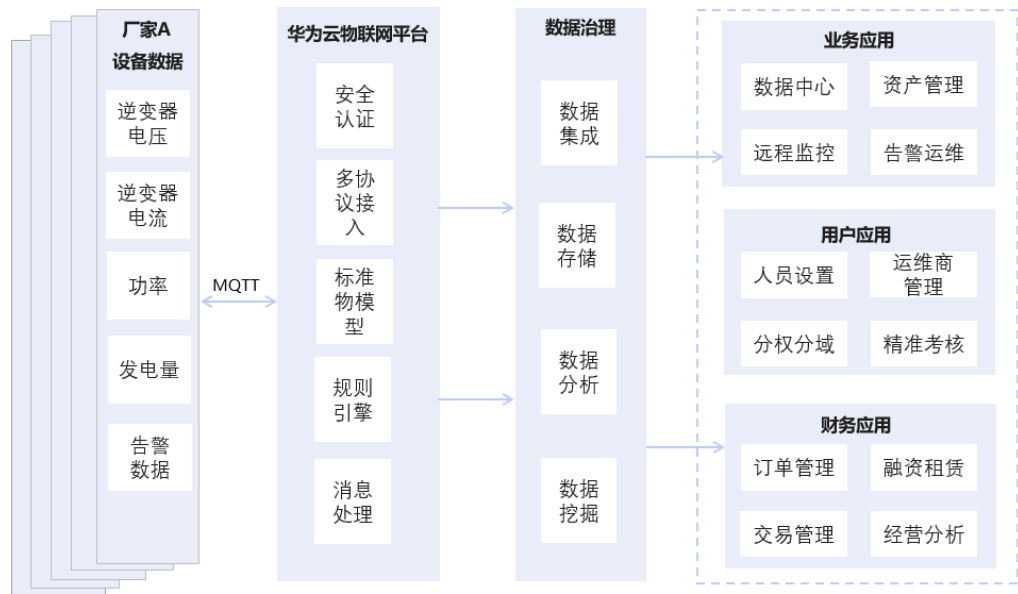 厂家A
设备数据
逆变器
电压
逆变器
电流
功率
发电量
告警
数据
MQTT
华为云物联网平台
安全
认证
多协
议接
入
标准
物模
型
规则
引擎
消息
处理
数据治理
数据
集成
数据
存储
数据
分析
数据
挖掘
业务应用
数据中心
资产管理
远程监控
告警运维
用户应用
人员设置
运维商
管理
分权分域
精准考核
财务应用
订单管理
融资租赁
交易管理
经营分析